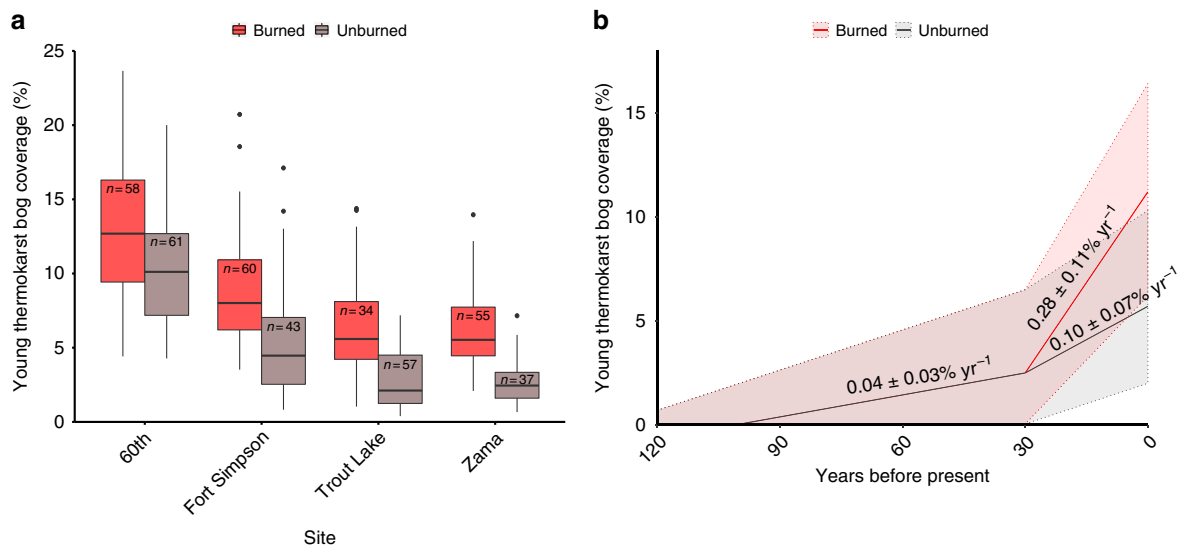 a
Burned Unburned
Young thermokarst bog coverage (%)
25
20
15
10
5
0
n=58
n=61
n=60
n=43
n=34
n=57
n=55
n=37
60th
Fort Simpson
Trout Lake
Zama
Site
b
Burned Unburned
Young thermokarst bog coverage (%)
15
10
5
0
0.28 ± 0.11% yr⁻¹
0.10 ± 0.07% yr⁻¹
0.04 ± 0.03% yr⁻¹
120
90
60
30
0
Years before present